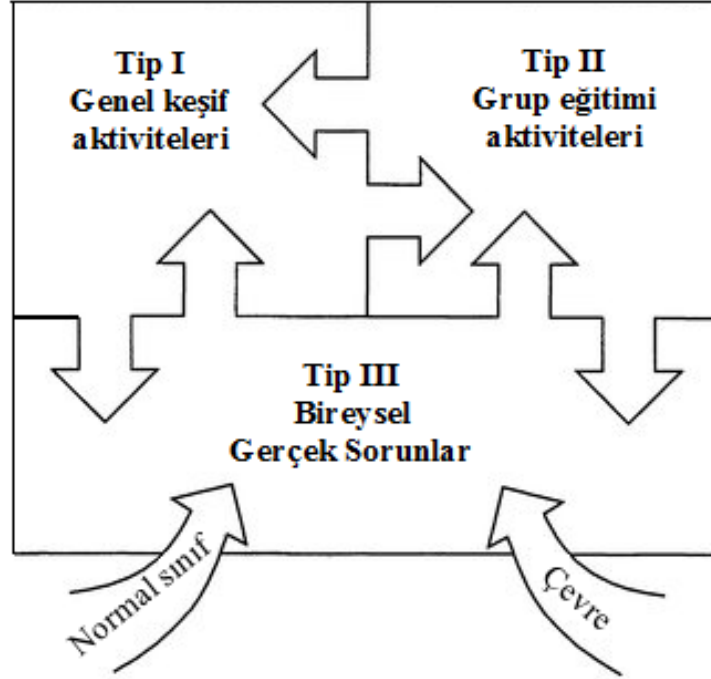 Tip I
Genel keşif
aktiviteleri
Tip II
Grup eğitimi
aktiviteleri
Tip III
Bireysel
Gerçek Sorunlar
Normal sınıf
Çevre